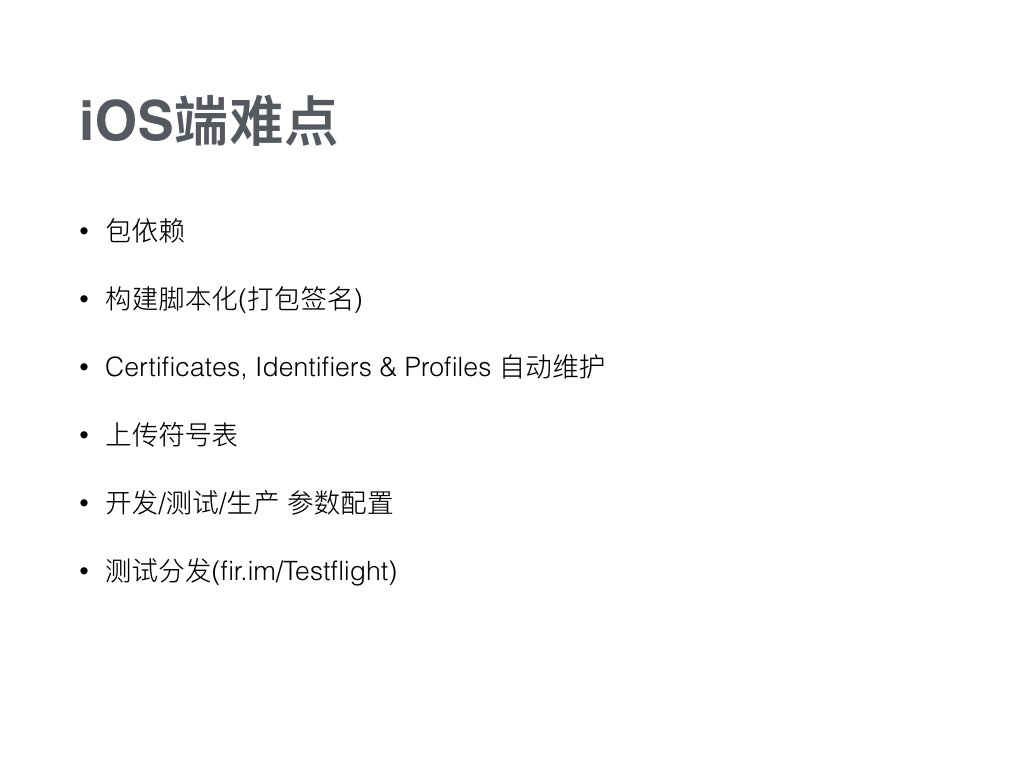 iOS端难点
• 包依赖
• 构建脚本化(打包签名)
• Certificates, Identifiers & Profiles 自动维护
• 上传符号表
• 开发/测试/生产 参数配置
• 测试分发(fir.im/Testflight)